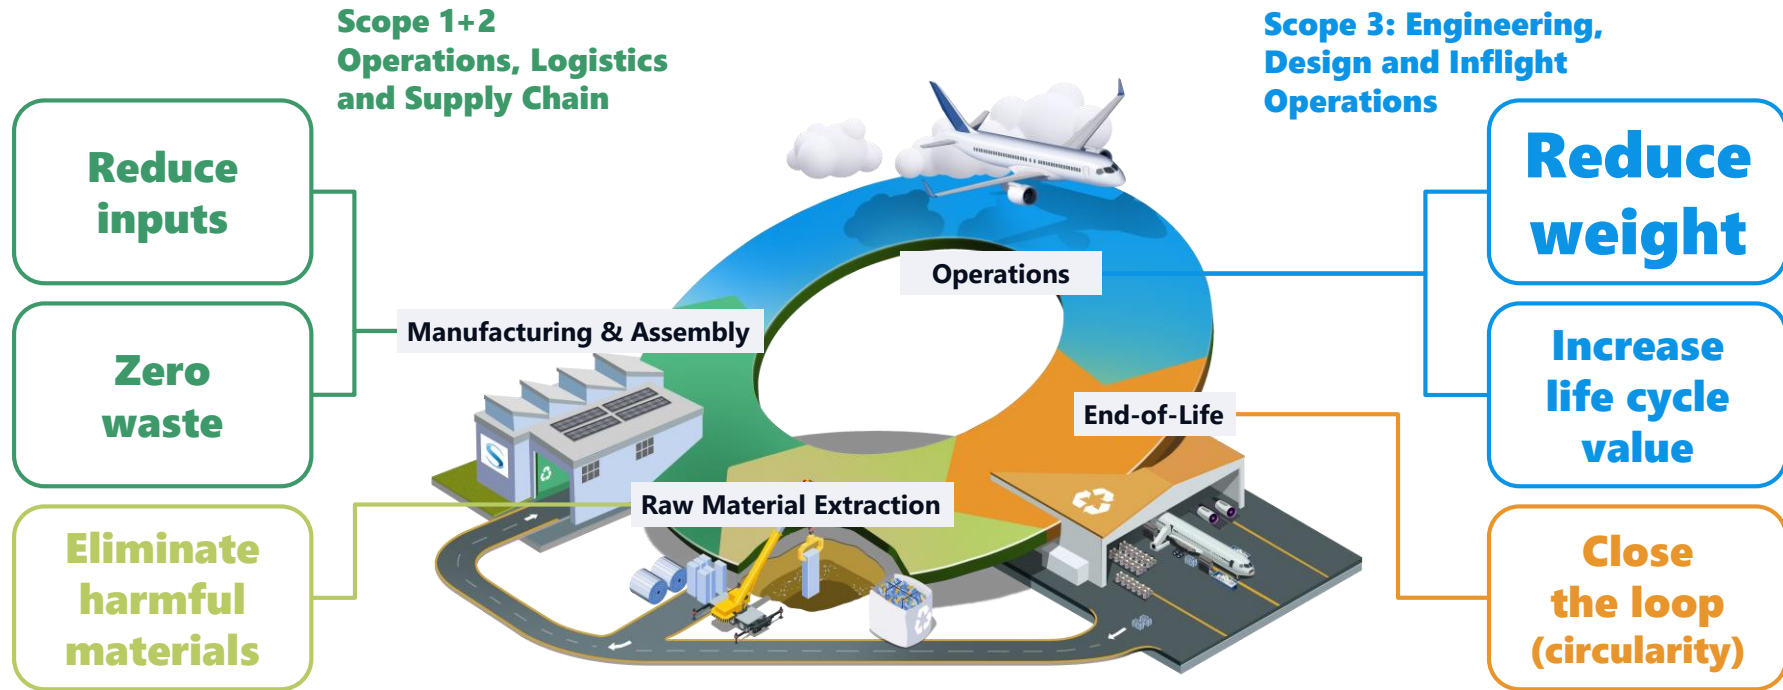 Scope 1+2
Operations, Logistics
and Supply Chain
Scope 3: Engineering,
Design and Inflight
Operations
Reduce
inputs
Zero
waste
Eliminate
harmful
materials
Operations
Manufacturing & Assembly
End-of-Life
Raw Material Extraction
Reduce
weight
Increase
life cycle
value
Close
the loop
(circularity)